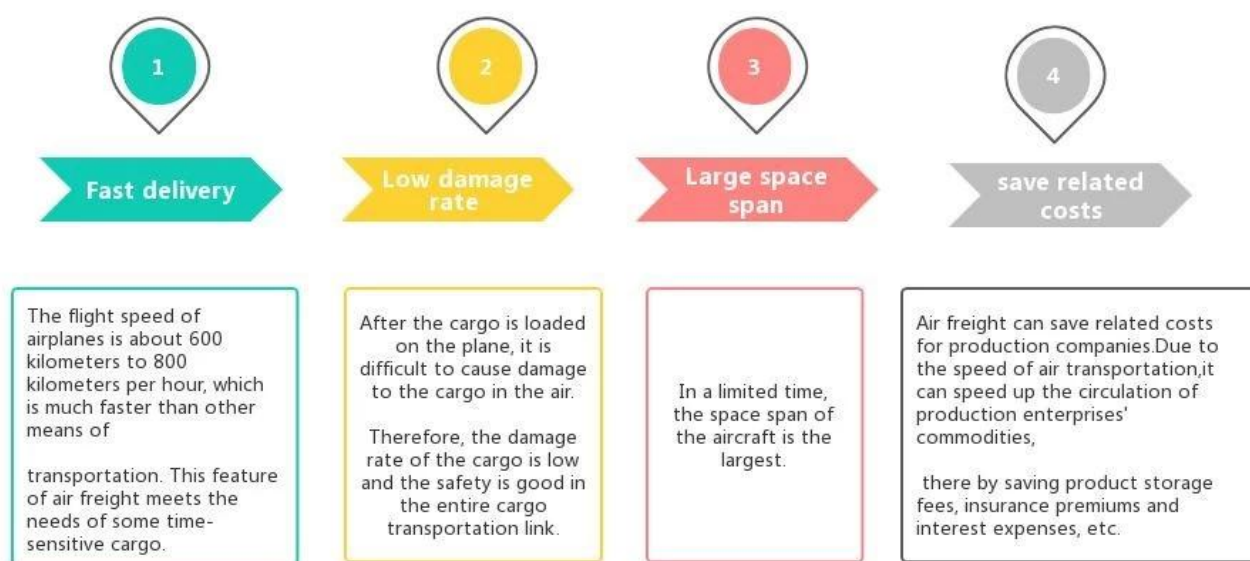 1
Fast delivery
The flight speed of
airplanes is about 600
kilometers to 800
kilometers per hour, which
is much faster than other
means of
transportation. This feature
of air freight meets the
needs of some time-
sensitive cargo.
2
Low damage
rate
After the cargo is loaded
on the plane, it is
difficult to cause damage
to the cargo in the air.
Therefore, the damage
rate of the cargo is low
and the safety is good in
the entire cargo
transportation link.
3
Large space
span
In a limited time,
the space span of
the aircraft is the
largest.
4
save related
costs
Air freight can save related costs
for production companies.Due to
the speed of air transportation,it
can speed up the circulation of
production enterprises'
commodities,
there by saving product storage
fees, insurance premiums and
interest expenses, etc.